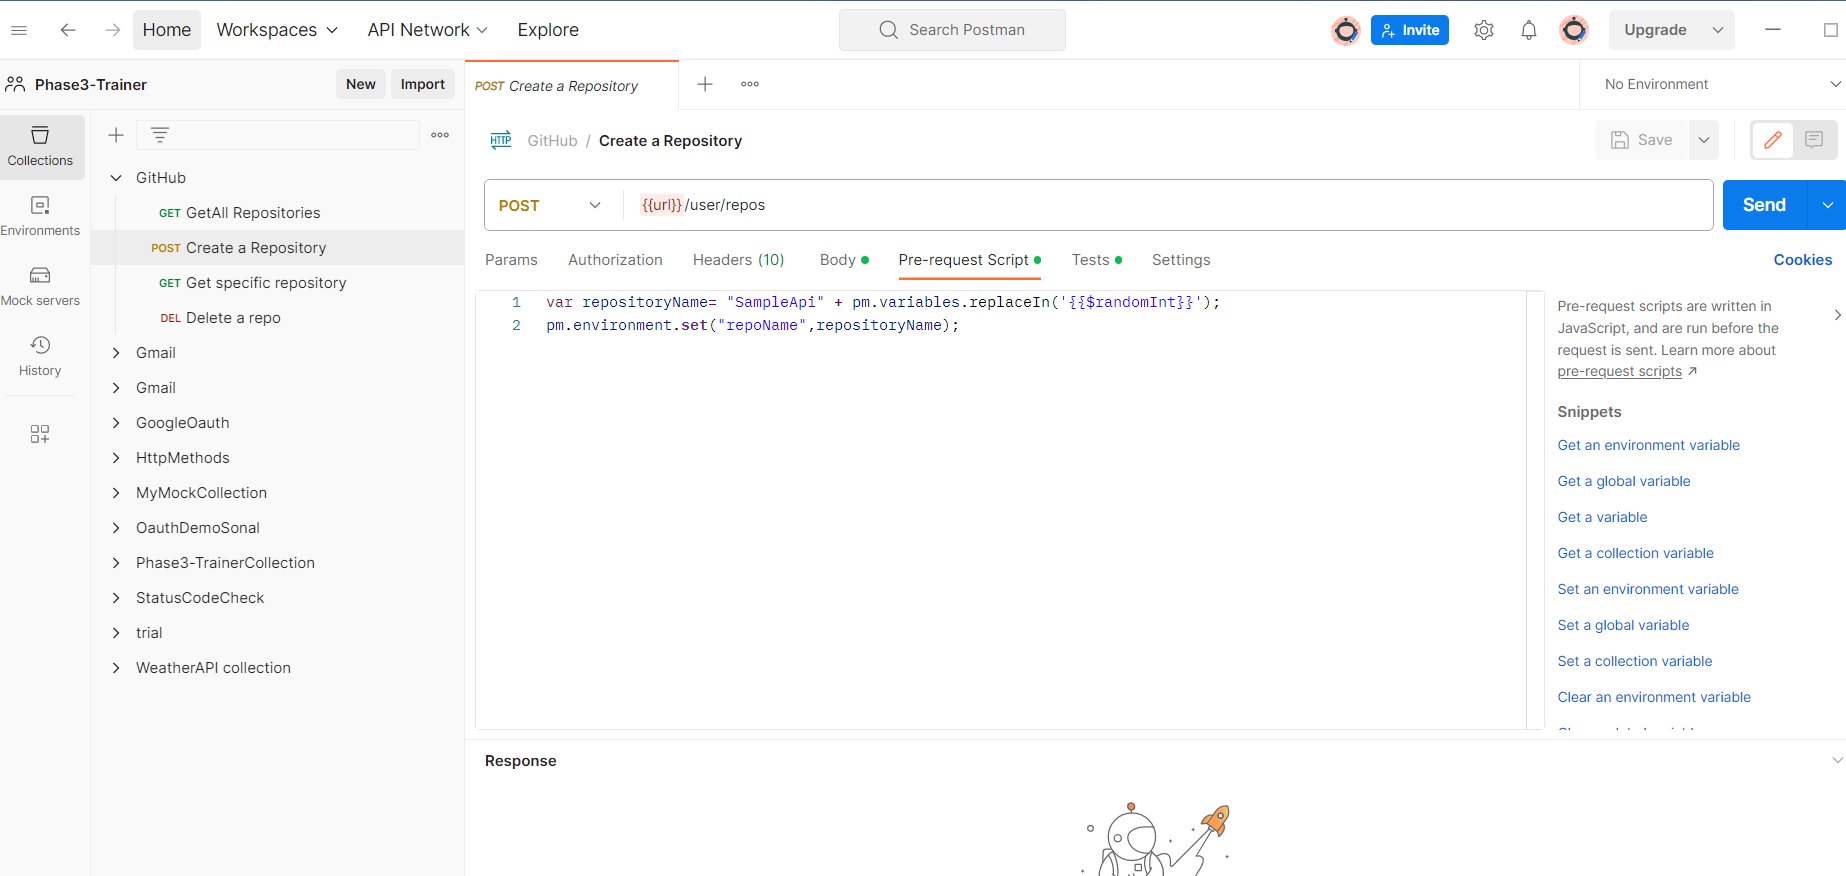 Home
Workspaces
API Network
Explore
Search Postman
Invite
Upgrade
Phase3-Trainer
New
Import
POST Create a Repository
No Environment
Collections
Environments
Mock servers
History
GitHub
GET GetAll Repositories
POST Create a Repository
GET Get specific repository
DEL Delete a repo
Gmail
Gmail
GoogleOauth
HttpMethods
MyMockCollection
OauthDemoSonal
Phase3-TrainerCollection
StatusCodeCheck
trial
WeatherAPI collection
HTTP GitHub / Create a Repository
Save
POST
{{url}}/user/repos
Send
Params
Authorization
Headers (10)
Body
Pre-request Script
Tests
Settings
Cookies
1 var repositoryName= "SampleApi" + pm.variables.replaceIn('{{$randomInt}}');
2 pm.environment.set("repoName",repositoryName);
Pre-request scripts are written in
JavaScript, and are run before the
request is sent. Learn more about
pre-request scripts ↗
Snippets
Get an environment variable
Get a global variable
Get a variable
Get a collection variable
Set an environment variable
Set a global variable
Set a collection variable
Clear an environment variable
Response